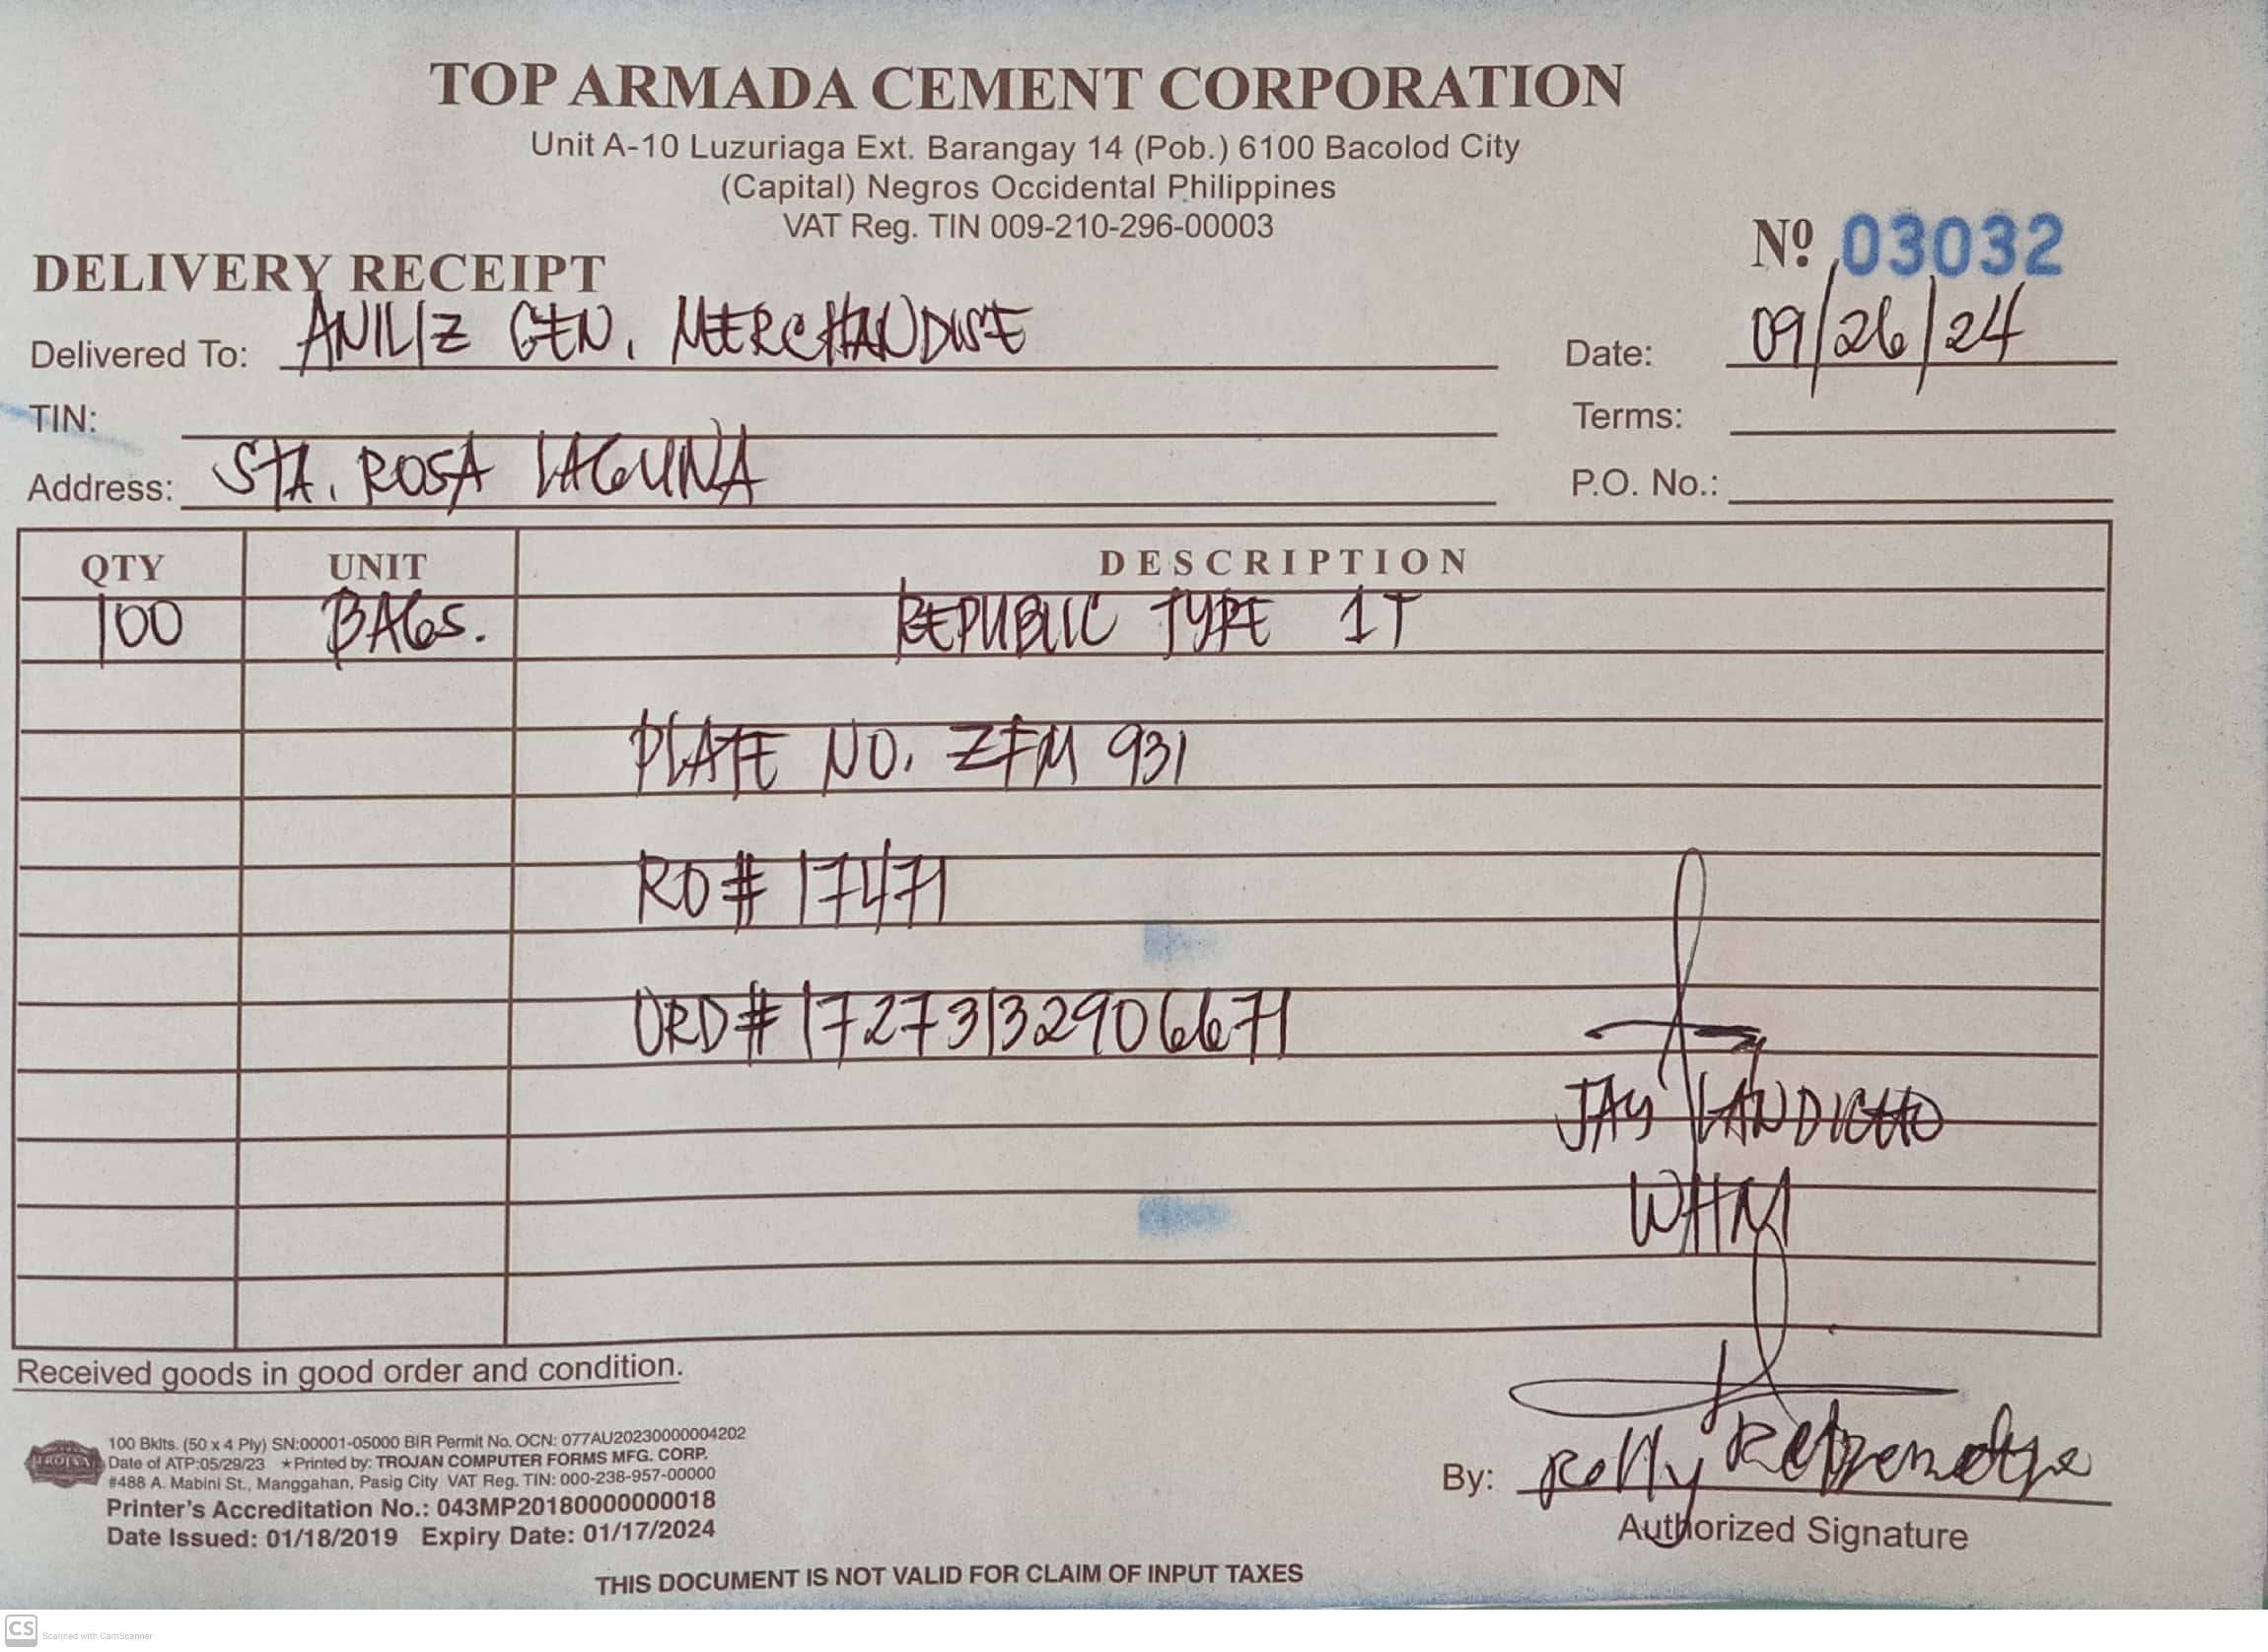 TOP ARMADA CEMENT CORPORATION
Unit A-10 Luzuriaga Ext. Barangay 14 (Pob.) 6100 Bacolod City
(Capital) Negros Occidental Philippines
VAT Reg. TIN 009-210-296-00003
Nº 03032
DELIVERY RECEIPT
Delivered To: ANILIZ GEN. MERCHANDISE Date: 09/26/24
TIN: Terms:
Address: STA. ROSA LAGUNA P.O. No.:
QTY UNIT DESCRIPTION
100 BAGS. REPUBLIC TYPE 1T
PLATE NO. ZFM 931
RO# 17471
ORD# 17273132906671
JAY LANDICHO
WHM
Received goods in good order and condition.
100 Bklts. (50 x 4 Ply) SN:00001-05000 BIR Permit No. OCN: 077AU20230000004202
Date of ATP:05/29/23 ★Printed by: TROJAN COMPUTER FORMS MFG. CORP.
#488 A. Mabini St., Manggahan, Pasig City VAT Reg. TIN: 000-238-957-00000
Printer's Accreditation No.: 043MP20180000000018
Date Issued: 01/18/2019 Expiry Date: 01/17/2024
By: Rolly
Authorized Signature
THIS DOCUMENT IS NOT VALID FOR CLAIM OF INPUT TAXES
CS Scanned with CamScanner